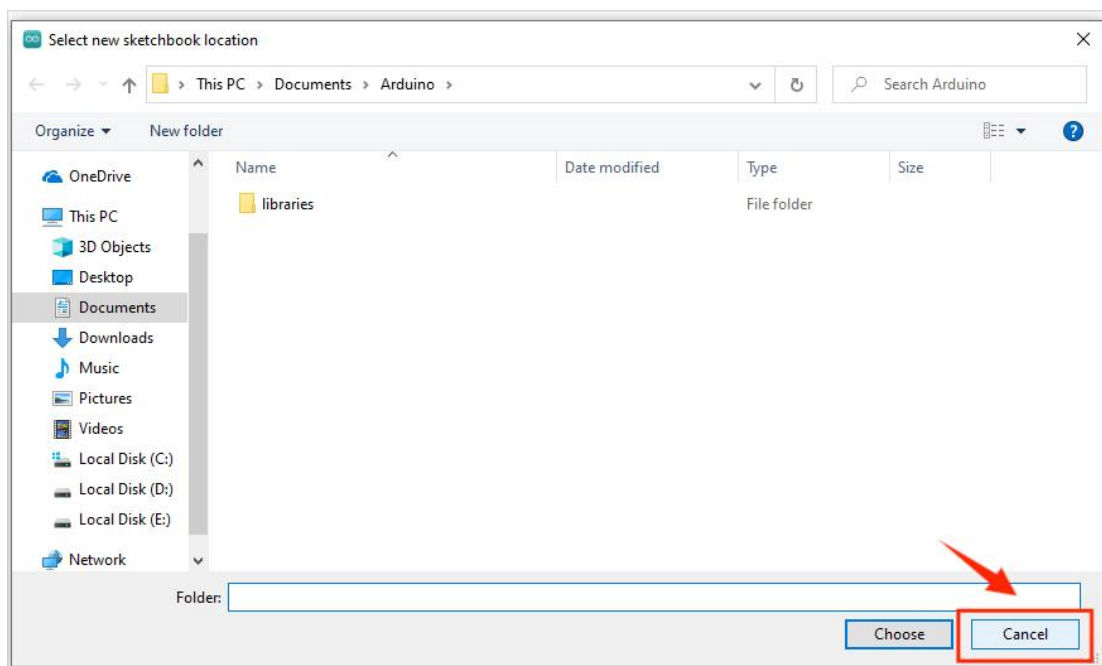 Select new sketchbook location
This PC > Documents > Arduino >
Search Arduino
Organize
New folder
Name Date modified Type Size
OneDrive
This PC
3D Objects
Desktop
Documents
Downloads
Music
Pictures
Videos
Local Disk (C:)
Local Disk (D:)
Local Disk (E:)
Network
libraries File folder
Folder:
Choose
Cancel